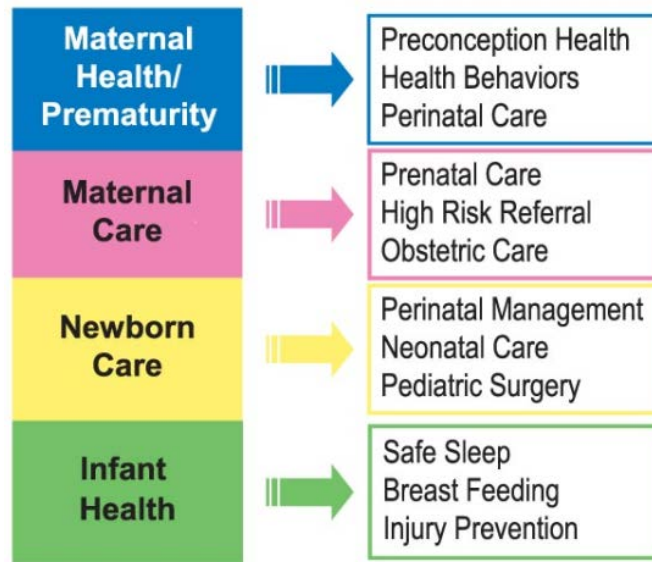 Maternal
Health/
Prematurity
Preconception Health
Health Behaviors
Perinatal Care
Maternal
Care
Prenatal Care
High Risk Referral
Obstetric Care
Newborn
Care
Perinatal Management
Neonatal Care
Pediatric Surgery
Infant
Health
Safe Sleep
Breast Feeding
Injury Prevention